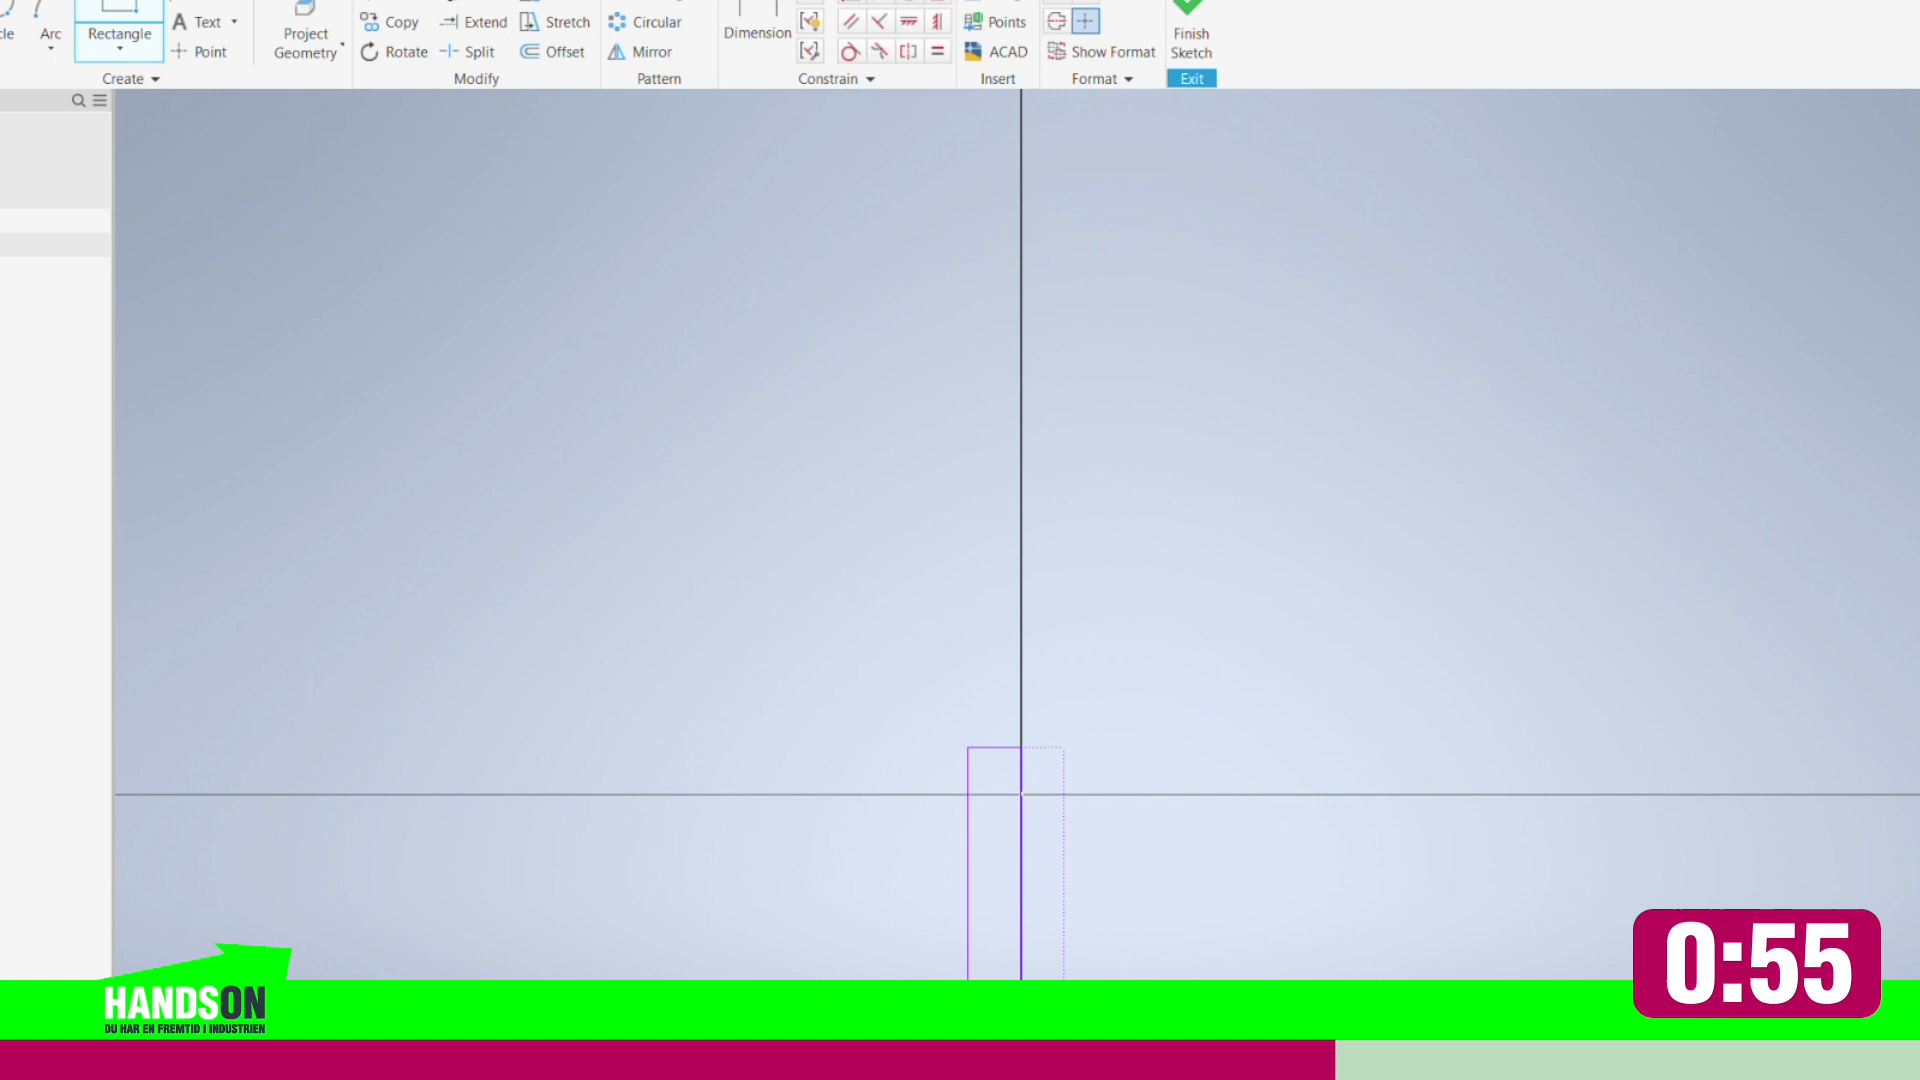 cle
Arc
Rectangle
Text
Point
Create
Project
Geometry
Copy
Extend
Stretch
Rotate
Split
Offset
Modify
Circular
Mirror
Pattern
Dimension
Constrain
Points
ACAD
Insert
Show Format
Format
Finish
Sketch
Exit
0:55
HANDSON
DU HAR EN FREMTID I INDUSTRIEN